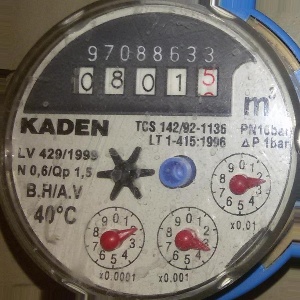 97088633
08015
m³
KADEN
TCS 142/92-1136 PN16bar
LT 1-415:1996 ΔP 1bar
LV 429/1999
N 0,6/Qp 1,5
B.H/A.V
40°C
x0.01
x0.0001
x0.001